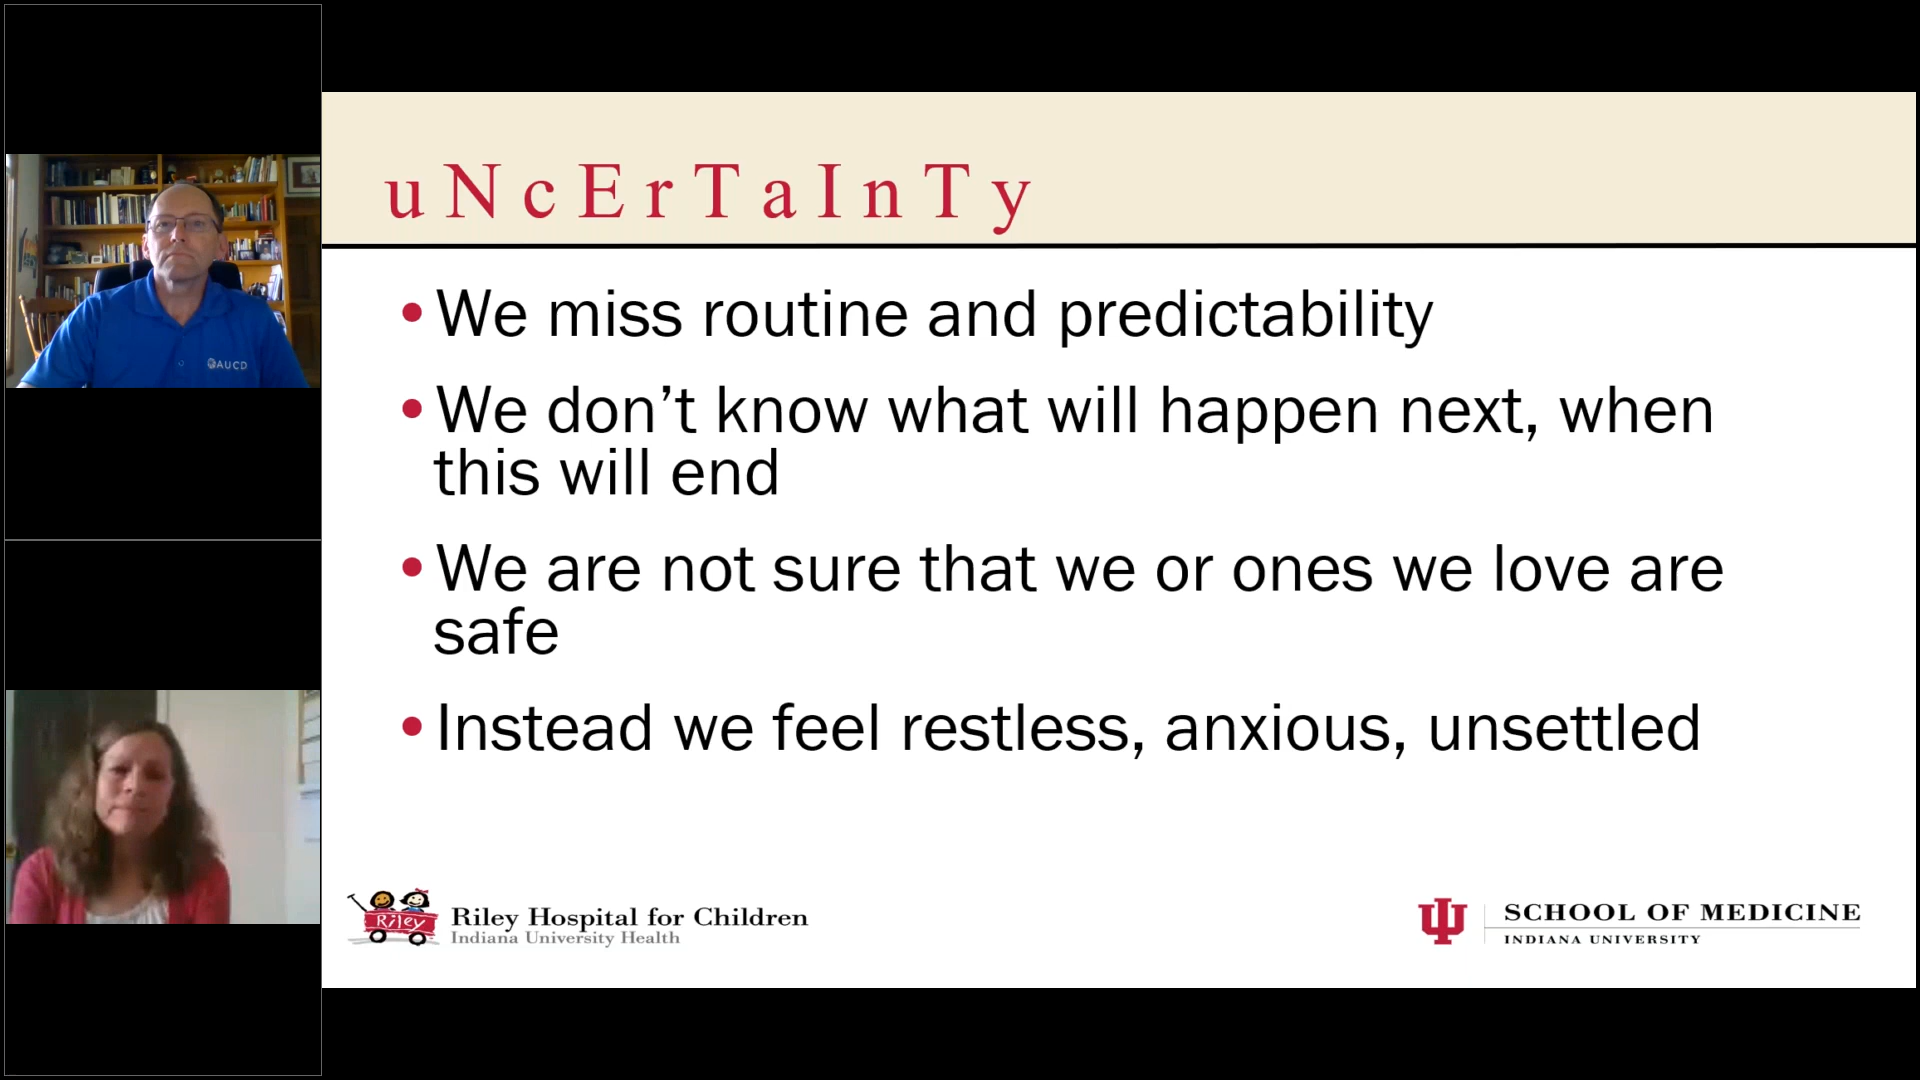 AUCD
u N c E r T a I n T y
•We miss routine and predictability
•We don’t know what will happen next, when
this will end
•We are not sure that we or ones we love are
safe
•Instead we feel restless, anxious, unsettled
Riley
Riley Hospital for Children
Indiana University Health
SCHOOL OF MEDICINE
INDIANA UNIVERSITY